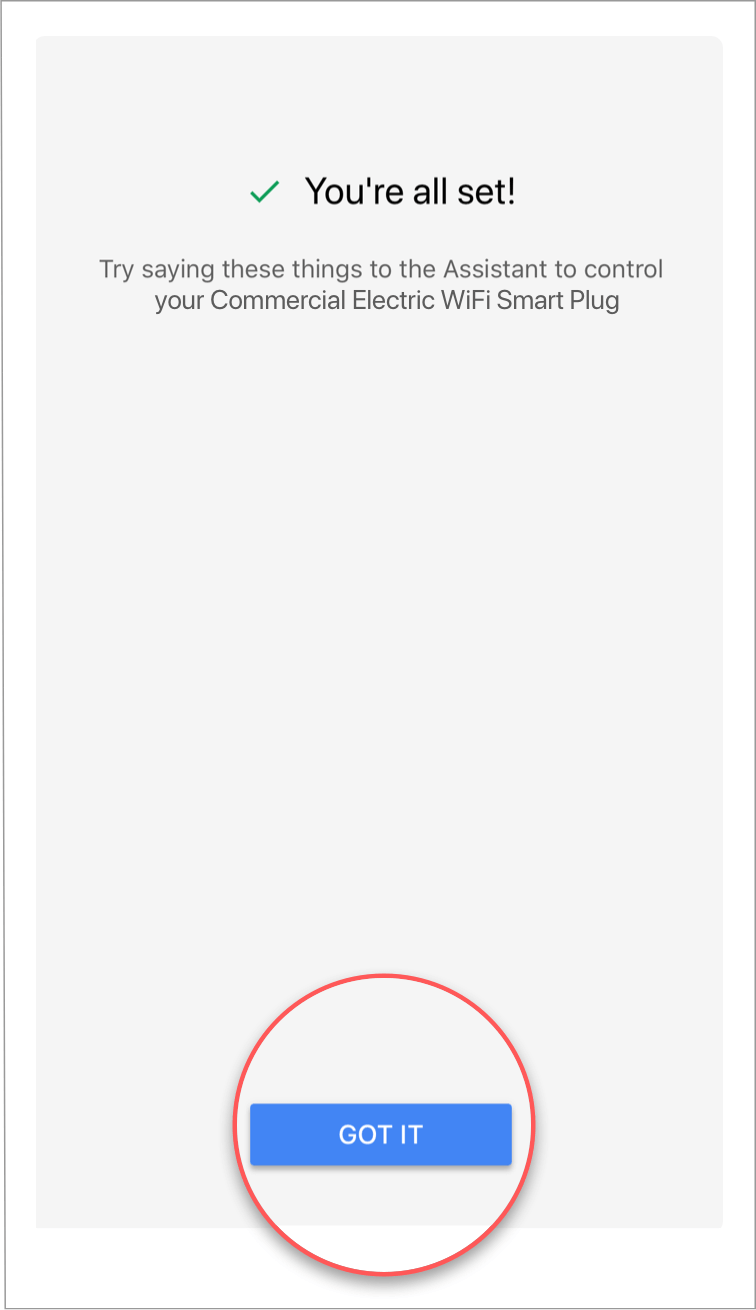 You're all set!
Try saying these things to the Assistant to control
your Commercial Electric WiFi Smart Plug
GOT IT